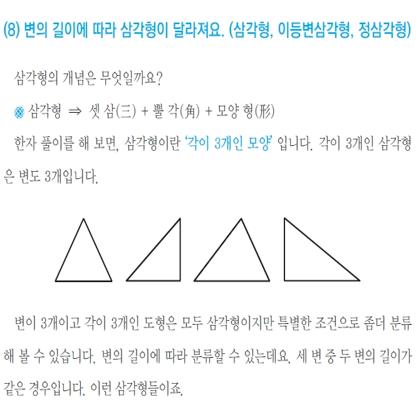 (8) 변의 길이에 따라 삼각형이 달라져요. (삼각형, 이등변삼각형, 정삼각형)
삼각형의 개념은 무엇일까요?
※ 삼각형 ⇒ 셋 삼(三) + 뿔 각(角) + 모양 형(形)
한자 풀이를 해 보면, 삼각형이란 ‘각이 3개인 모양’ 입니다. 각이 3개인 삼각형
은 변도 3개입니다.
변이 3개이고 각이 3개인 도형은 모두 삼각형이지만 특별한 조건으로 좀더 분류
해 볼 수 있습니다. 변의 길이에 따라 분류할 수 있는데요. 세 변 중 두 변의 길이가
같은 경우입니다. 이런 삼각형들이죠.